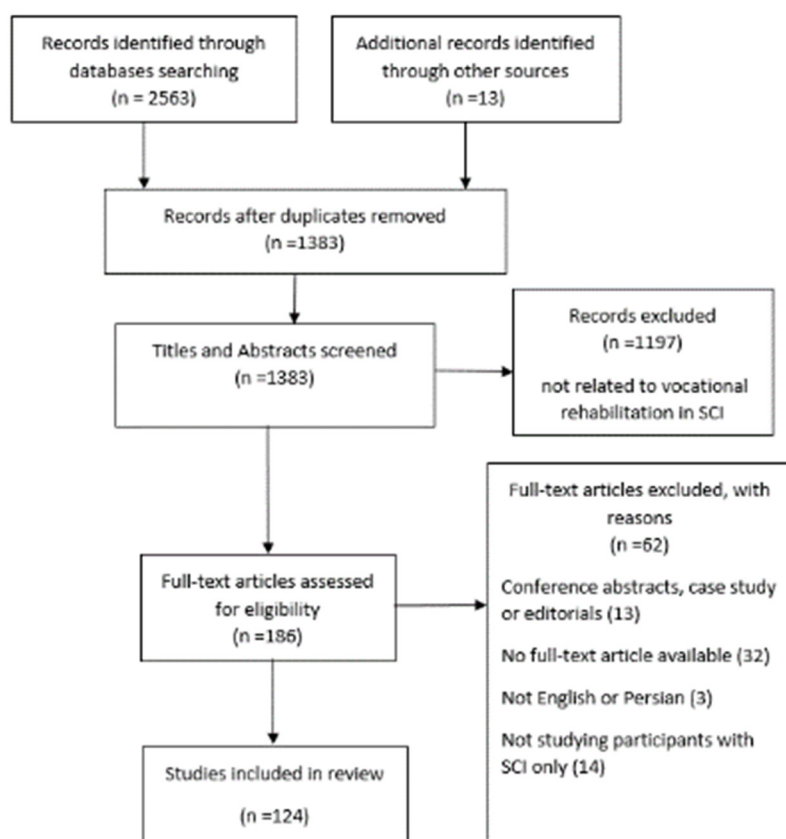 Records identified through
databases searching
(n = 2563)
Additional records identified
through other sources
(n =13)
Records after duplicates removed
(n =1383)
Titles and Abstracts screened
(n =1383)
Records excluded
(n =1197)
not related to vocational
rehabilitation in SCI
Full-text articles assessed
for eligibility
(n =186)
Full-text articles excluded, with
reasons
(n =62)
Conference abstracts, case study
or editorials (13)
No full-text article available (32)
Not English or Persian (3)
Not studying participants with
SCI only (14)
Studies included in review
(n =124)